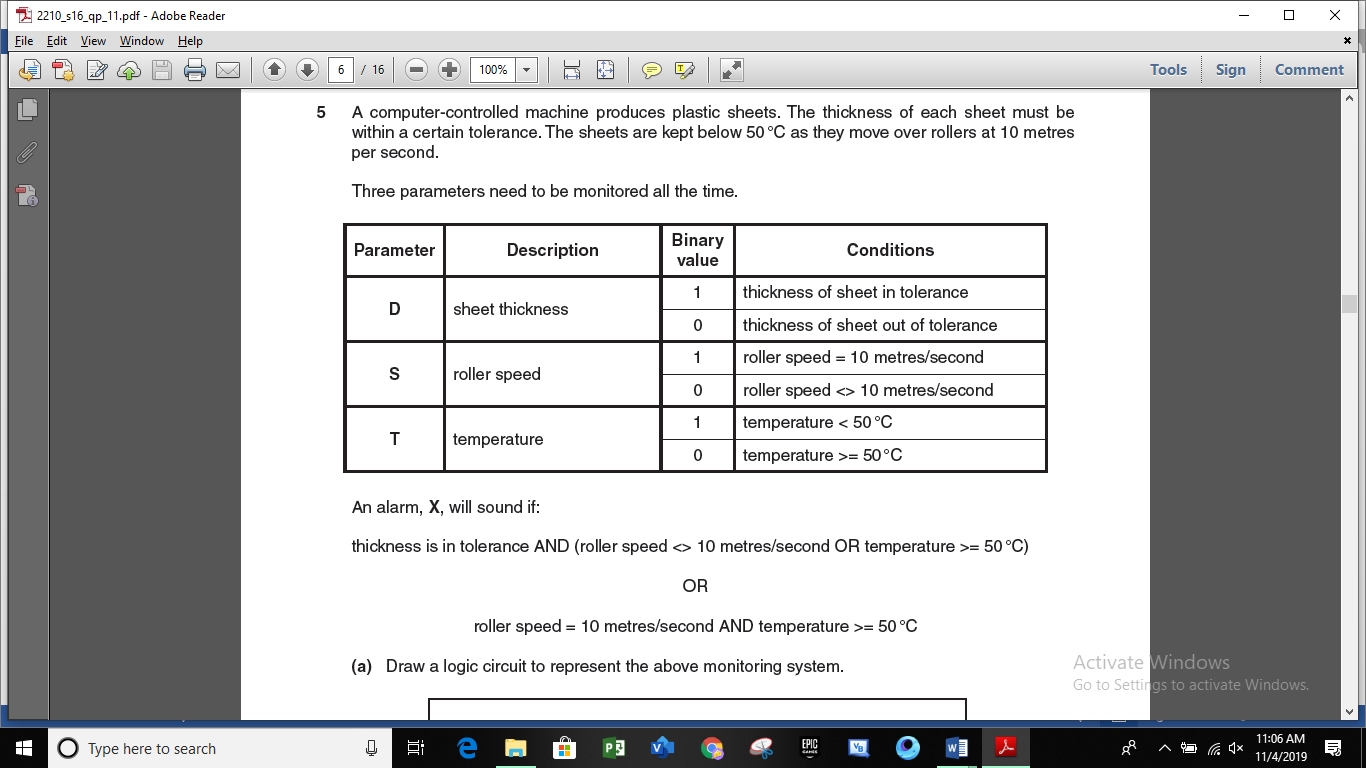 2210_s16_qp_11.pdf - Adobe Reader
File Edit View Window Help
6 / 16 100% Tools Sign Comment
5 A computer-controlled machine produces plastic sheets. The thickness of each sheet must be
within a certain tolerance. The sheets are kept below 50 °C as they move over rollers at 10 metres
per second.
Three parameters need to be monitored all the time.
Parameter Description Binary value Conditions
D sheet thickness 1 thickness of sheet in tolerance
0 thickness of sheet out of tolerance
S roller speed 1 roller speed = 10 metres/second
0 roller speed <> 10 metres/second
T temperature 1 temperature < 50 °C
0 temperature >= 50 °C
An alarm, X, will sound if:
thickness is in tolerance AND (roller speed <> 10 metres/second OR temperature >= 50 °C)
OR
roller speed = 10 metres/second AND temperature >= 50 °C
(a) Draw a logic circuit to represent the above monitoring system.
Activate Windows
Go to Settings to activate Windows.
Type here to search
EPIC GAMES
11:06 AM
11/4/2019